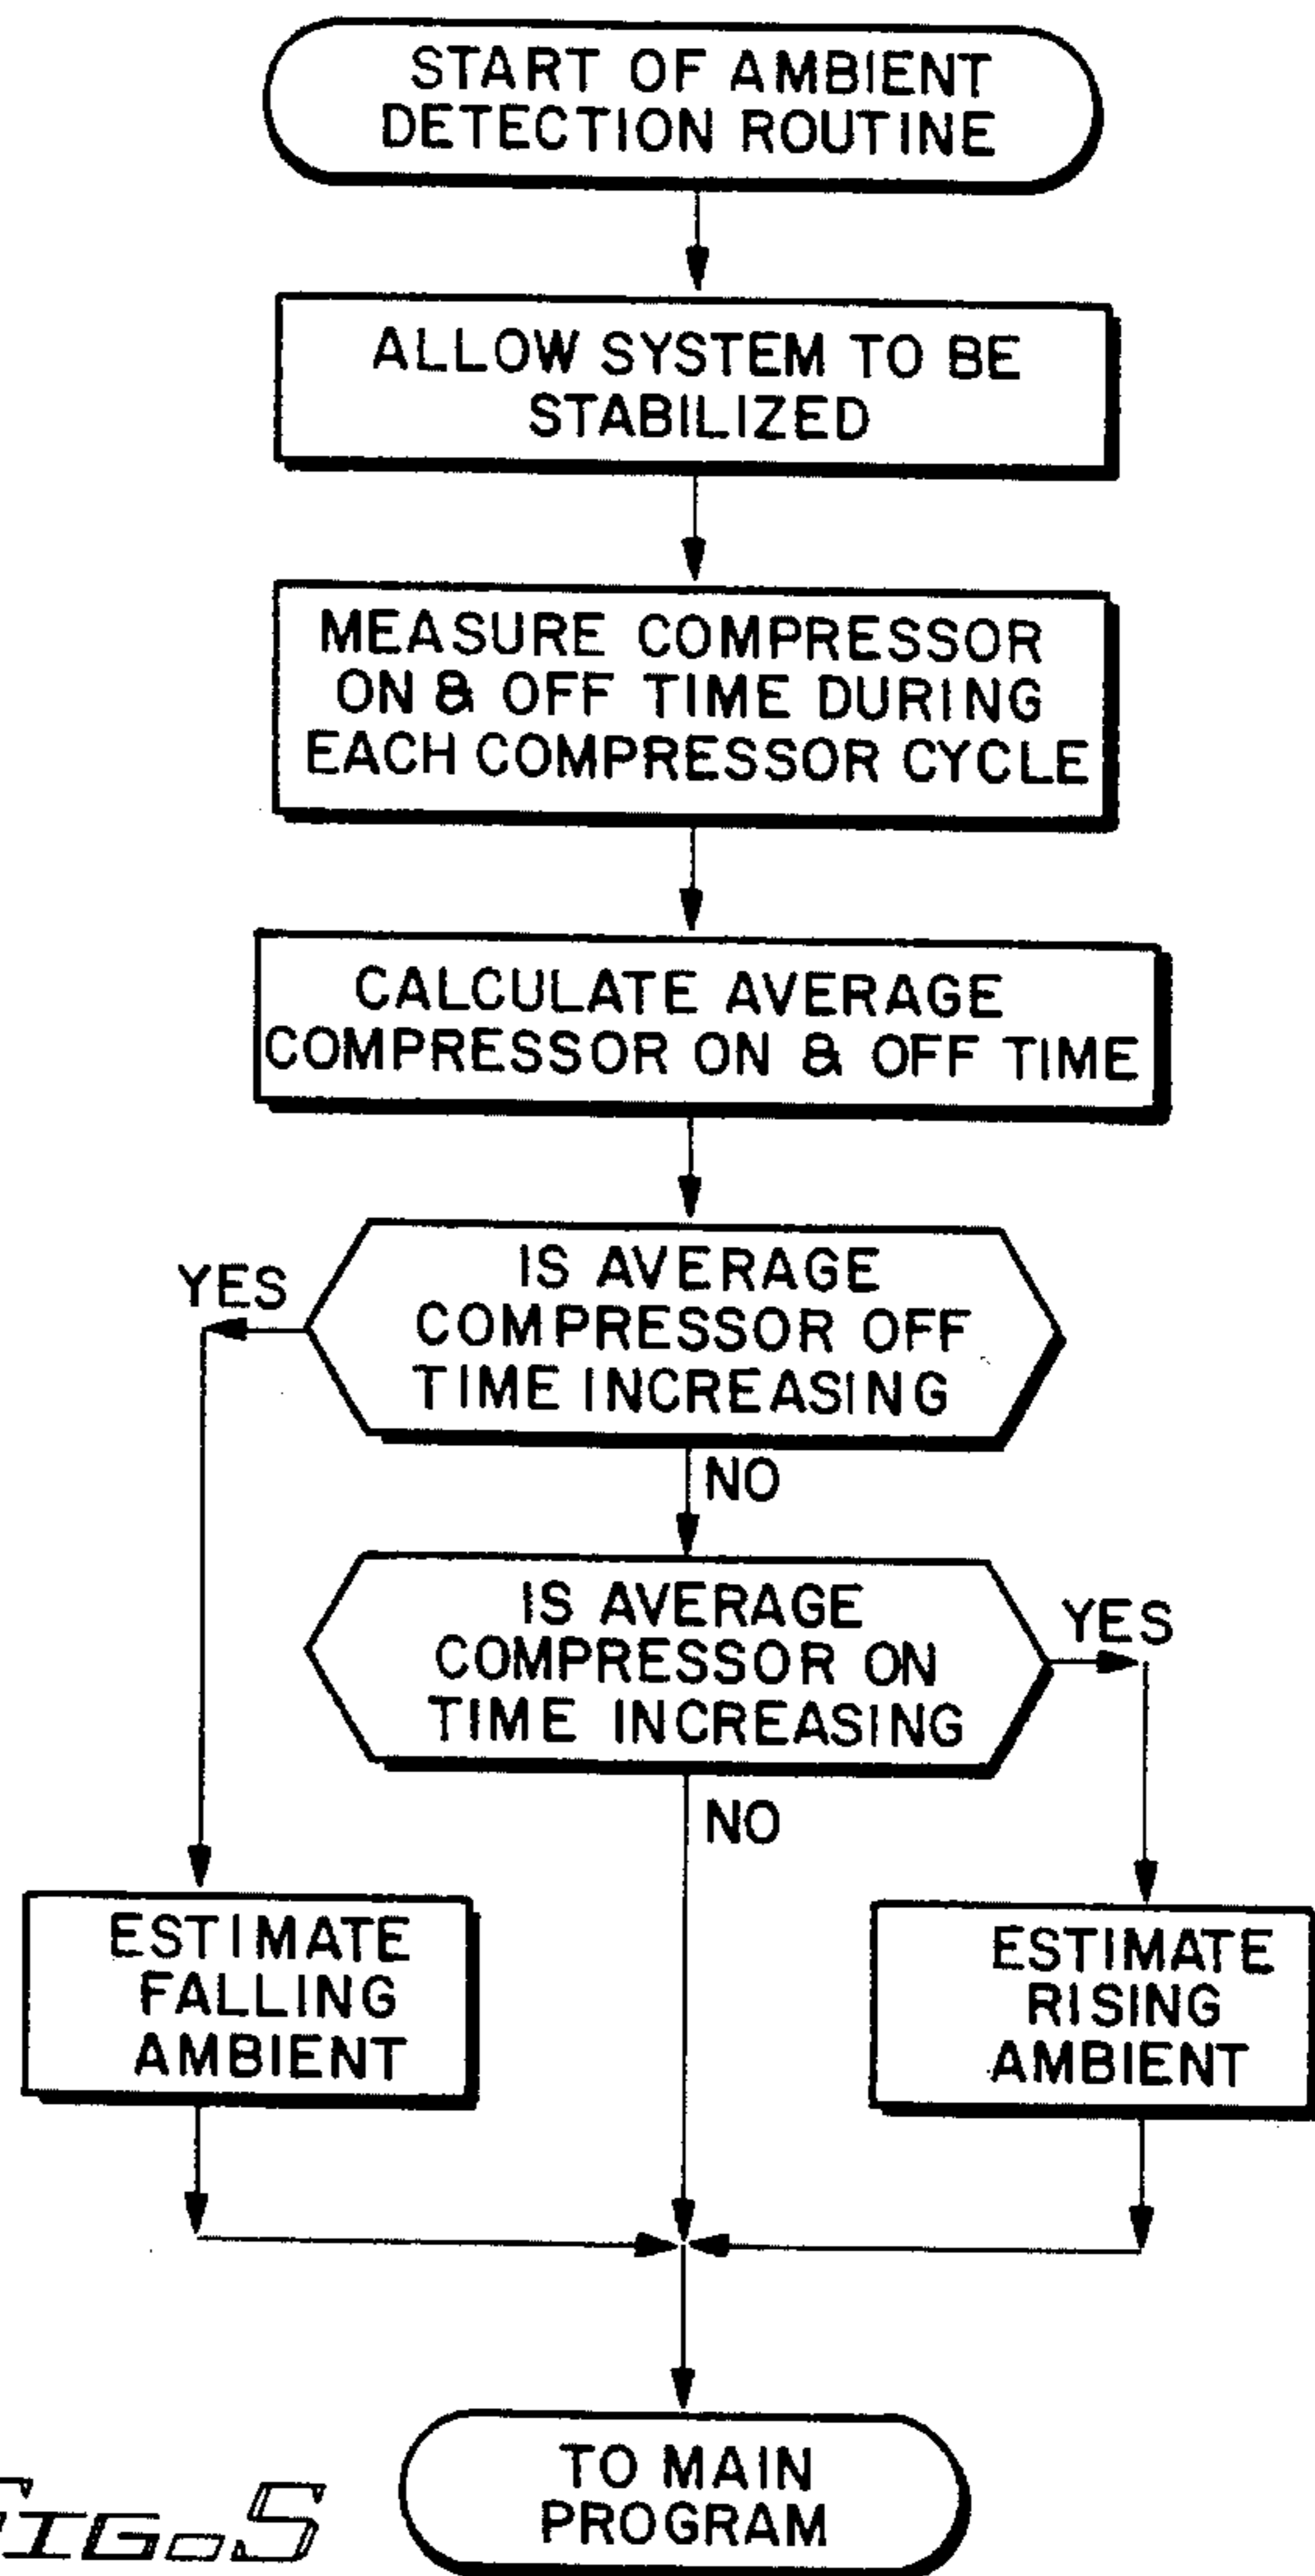 START OF AMBIENT
DETECTION ROUTINE
ALLOW SYSTEM TO BE
STABILIZED
MEASURE COMPRESSOR
ON & OFF TIME DURING
EACH COMPRESSOR CYCLE
CALCULATE AVERAGE
COMPRESSOR ON & OFF TIME
IS AVERAGE
COMPRESSOR OFF
TIME INCREASING
YES
NO
IS AVERAGE
COMPRESSOR ON
TIME INCREASING
YES
NO
ESTIMATE
FALLING
AMBIENT
ESTIMATE
RISING
AMBIENT
TO MAIN
PROGRAM
FIG-5